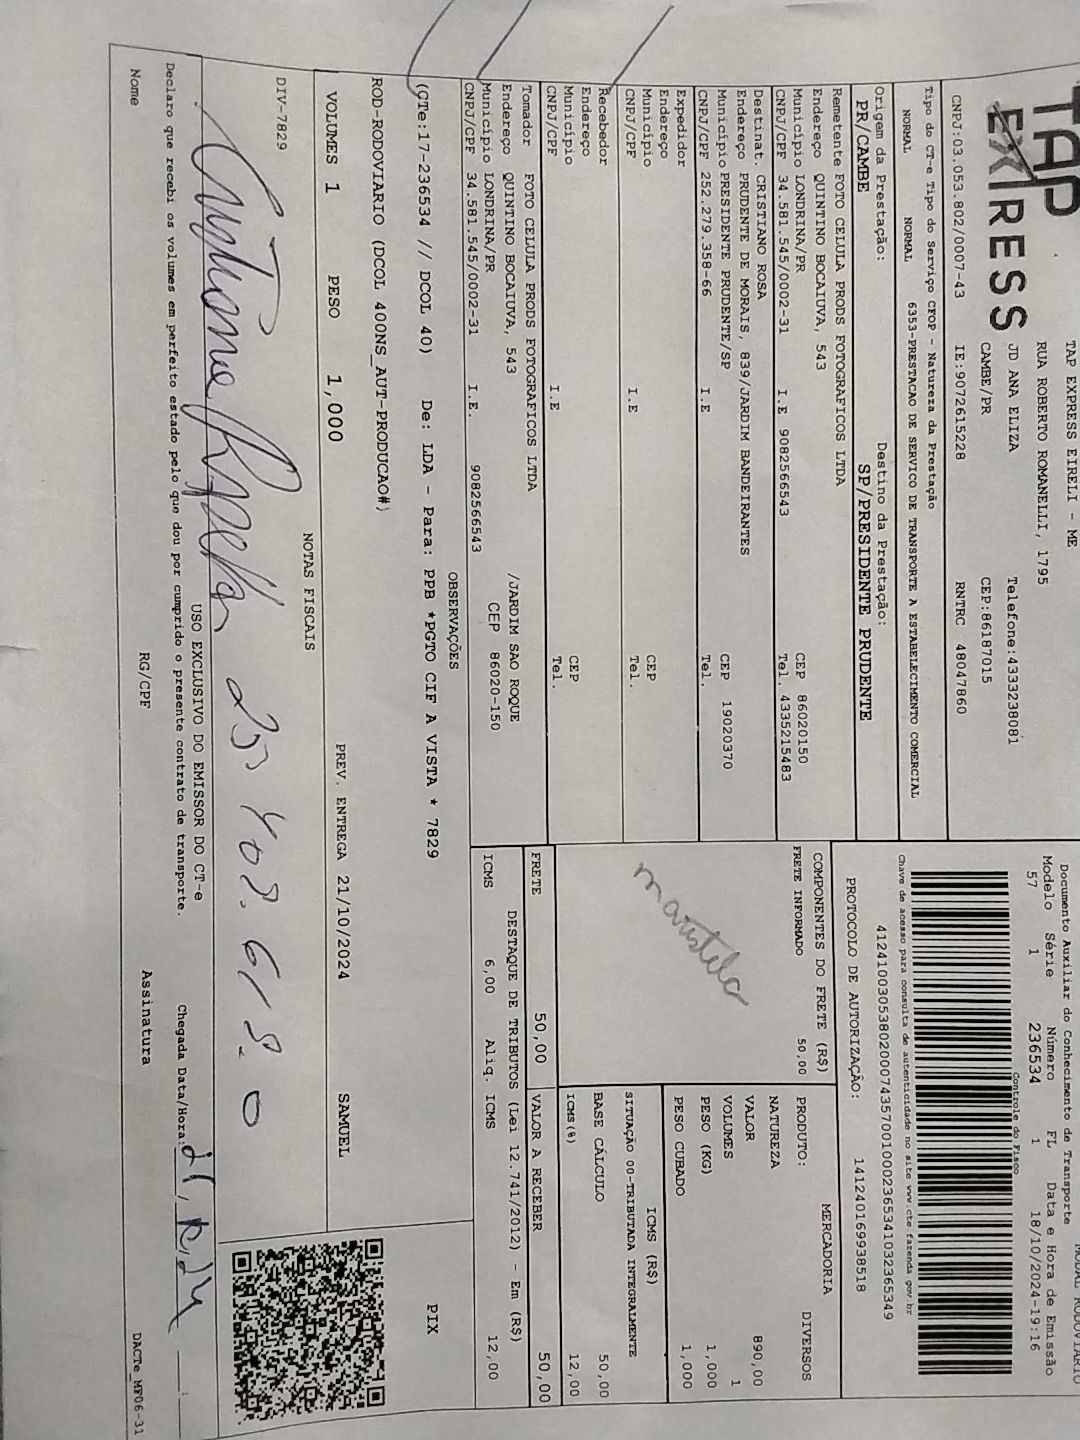 TAP
EXPRESS
TAP EXPRESS EIRELI - ME
RUA ROBERTO ROMANELLI, 1795
JD ANA ELIZA
CAMBE/PR
Telefone:4333238081
CEP:86187015
CNPJ:03.053.802/0007-43 IE:9072615228 RNTRC 48047860
Documento Auxiliar do Conhecimento de Transporte
Modelo Série Número FL Data e Hora de Emissão
57 1 236534 1 18/10/2024-19:16
Controle do Fisco
Chave de acesso para consulta de autenticidade no site www.cte.fazenda.gov.br
41241003053802000743570010002365341032365349
PROTOCOLO DE AUTORIZAÇÃO: 141240169938518
Tipo do CT-e Tipo do Serviço CFOP - Natureza da Prestação
NORMAL NORMAL 6353-PRESTACAO DE SERVICO DE TRANSPORTE A ESTABELECIMENTO COMERCIAL
Origem da Prestação: Destino da Prestação:
PR/CAMBE SP/PRESIDENTE PRUDENTE
Remetente FOTO CELULA PRODS FOTOGRAFICOS LTDA
Endereço QUINTINO BOCAIUVA, 543
Município LONDRINA/PR CEP 86020150
CNPJ/CPF 34.581.545/0002-31 I.E 9082566543 Tel. 4335215483
Destinat. CRISTIANO ROSA
Endereço PRUDENTE DE MORAIS, 839/JARDIM BANDEIRANTES
Município PRESIDENTE PRUDENTE/SP CEP 19020370
CNPJ/CPF 252.279.358-66 I.E Tel.
Expedidor
Endereço
Município CEP
CNPJ/CPF I.E Tel.
Recebedor
Endereço
Município CEP
CNPJ/CPF I.E Tel.
Tomador FOTO CELULA PRODS FOTOGRAFICOS LTDA
Endereço QUINTINO BOCAIUVA, 543 /JARDIM SAO ROQUE
Município LONDRINA/PR CEP 86020-150
CNPJ/CPF 34.581.545/0002-31 I.E. 9082566543
COMPONENTES DO FRETE (R$)
FRETE INFORMADO 50,00
maristela
PRODUTO: MERCADORIA
NATUREZA DIVERSOS
VALOR 890,00
VOLUMES 1
PESO (KG) 1,000
PESO CUBADO 1,000
ICMS (R$)
SITUAÇÃO 00-TRIBUTADA INTEGRALMENTE
BASE CÁLCULO 50,00
ICMS(%) 12,00
FRETE 50,00 VALOR A RECEBER 50,00
DESTAQUE DE TRIBUTOS (Lei 12.741/2012) - Em (R$)
ICMS 6,00 Aliq. ICMS 12,00
OBSERVAÇÕES
(CTe:17-236534 // DCOL 40) De: LDA - Para: PPB *PGTO CIF A VISTA * 7829
ROD-RODOVIARIO (DCOL 400NS_AUT-PRODUCAO#)
PIX
VOLUMES 1 PESO 1,000 PREV. ENTREGA 21/10/2024 SAMUEL
NOTAS FISCAIS
DIV-7829
USO EXCLUSIVO DO EMISSOR DO CT-e
Declaro que recebi os volumes em perfeito estado pelo que dou por cumprido o presente contrato de transporte. Chegada Data/Hora:
Nome RG/CPF Assinatura
DACTe_MF06-31